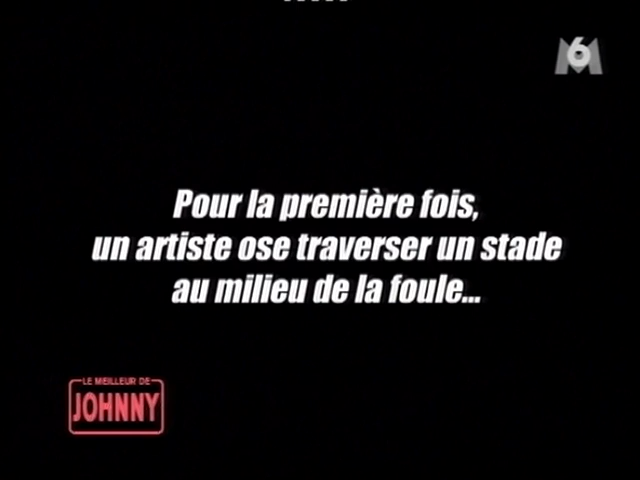 M6
Pour la première fois,
un artiste ose traverser un stade
au milieu de la foule...
LE MEILLEUR DE
JOHNNY